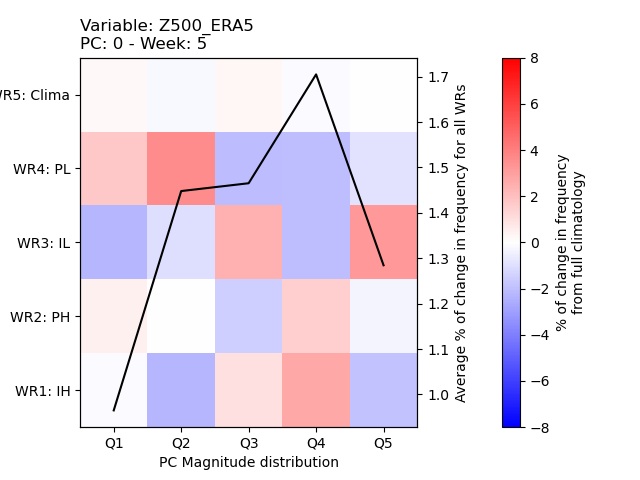 Variable: Z500_ERA5
PC: 0 - Week: 5
R5: Clima
WR4: PL
WR3: IL
WR2: PH
WR1: IH
Q1 Q2 Q3 Q4 Q5
PC Magnitude distribution
1.7
1.6
1.5
1.4
1.3
1.2
1.1
1.0
Average % of change in frequency for all WRs
8
6
4
2
0
−2
−4
−6
−8
% of change in frequency
from full climatology